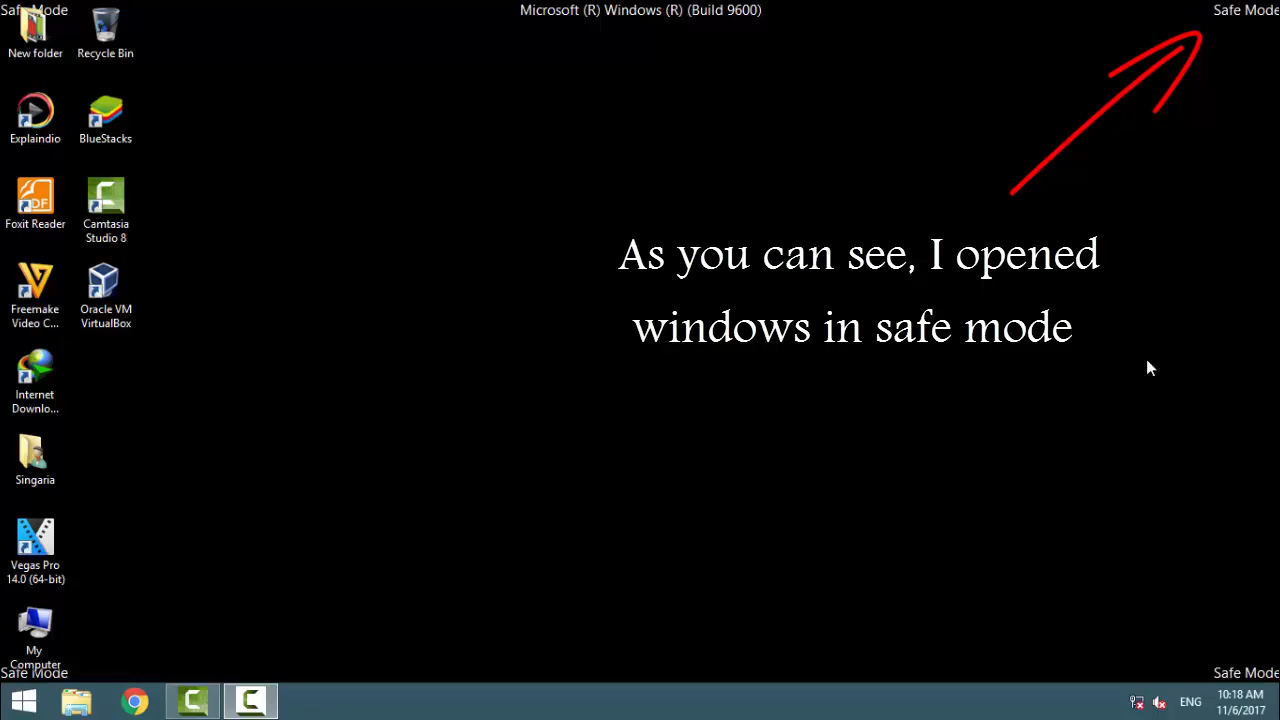 Safe Mode
Microsoft (R) Windows (R) (Build 9600)
Safe Mode
New folder
Recycle Bin
Explaindio
BlueStacks
Foxit Reader
Camtasia
Studio 8
Freemake
Video C...
Oracle VM
VirtualBox
Internet
Downlo...
Singaria
Vegas Pro
14.0 (64-bit)
My
Computer
As you can see, I opened
windows in safe mode
Safe Mode
Safe Mode
ENG
10:18 AM
11/6/2017